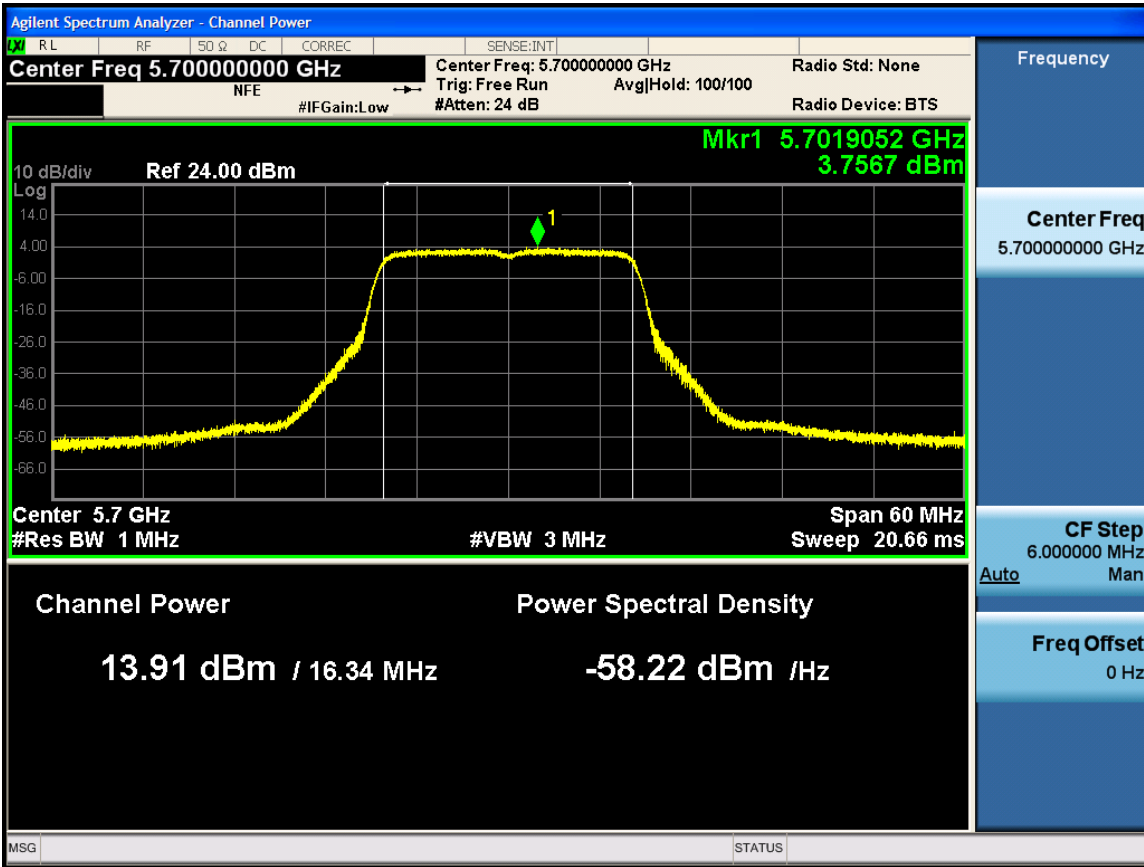 Agilent Spectrum Analyzer - Channel Power
LXI RL RF 50 Ω DC CORREC SENSE:INT
Center Freq 5.700000000 GHz
NFE
#IFGain:Low
Center Freq: 5.700000000 GHz
Trig: Free Run Avg|Hold: 100/100
#Atten: 24 dB
Radio Std: None
Radio Device: BTS
Mkr1 5.7019052 GHz
3.7567 dBm
10 dB/div Ref 24.00 dBm
Log
14.0
4.00
-6.00
-16.0
-26.0
-36.0
-46.0
-56.0
-66.0
1
Center 5.7 GHz Span 60 MHz
#Res BW 1 MHz #VBW 3 MHz Sweep 20.66 ms
Channel Power Power Spectral Density
13.91 dBm / 16.34 MHz -58.22 dBm /Hz
Frequency
Center Freq
5.700000000 GHz
CF Step
6.000000 MHz
Auto Man
Freq Offset
0 Hz
MSG STATUS